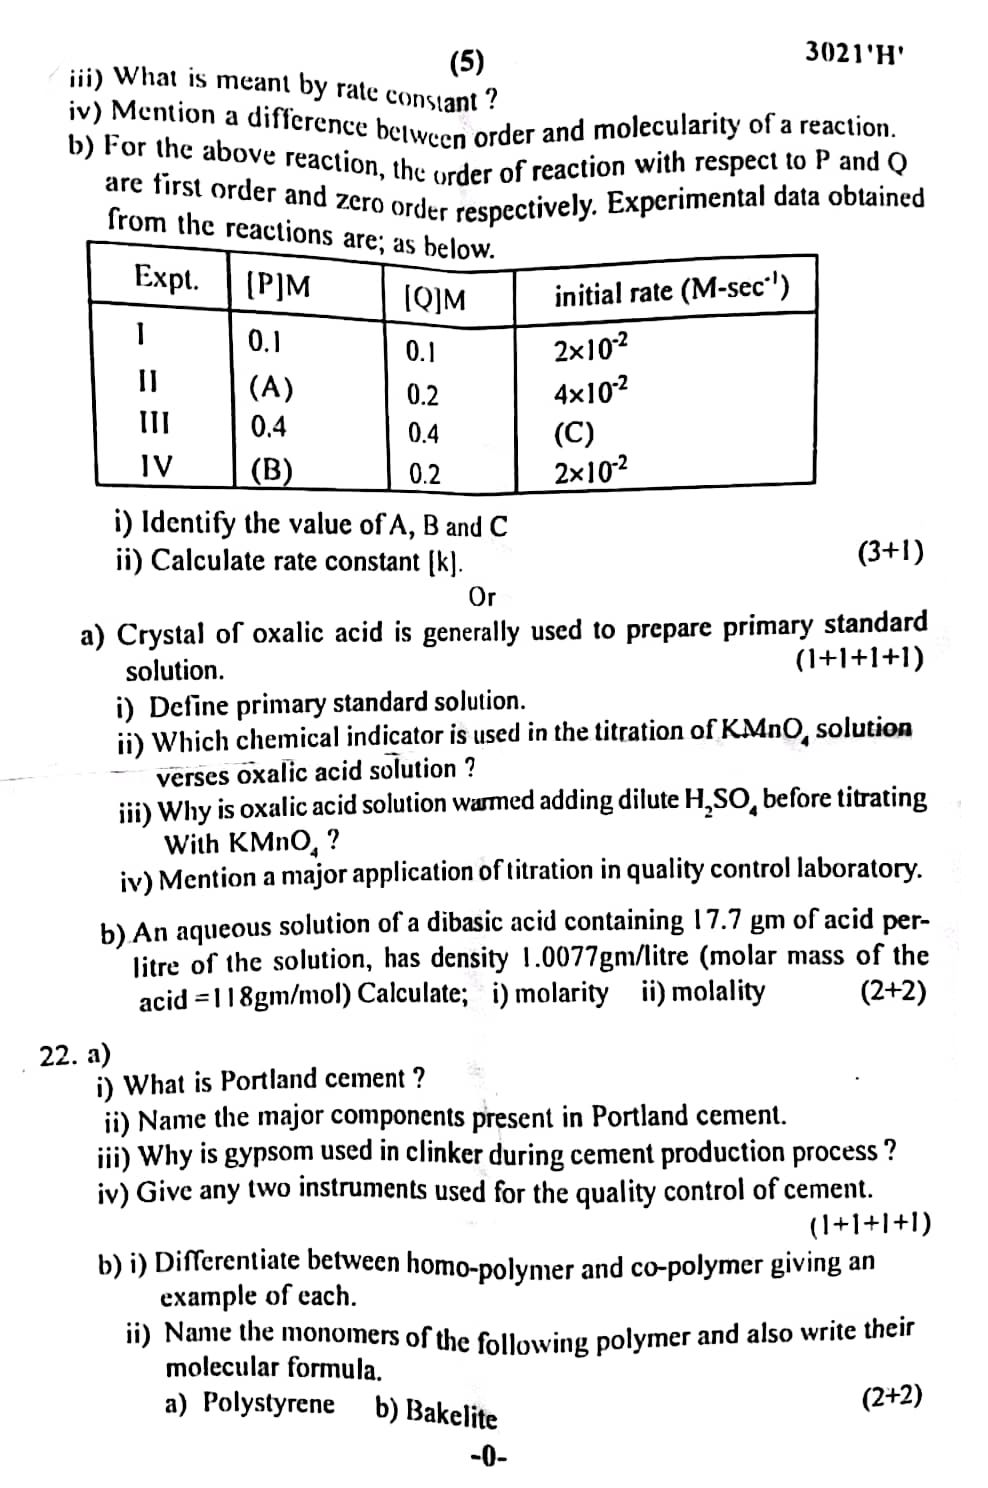 (5)
3021'H'
iii) What is meant by rate constant ?
iv) Mention a difference between order and molecularity of a reaction.
b) For the above reaction, the order of reaction with respect to P and Q
are first order and zero order respectively. Experimental data obtained
from the reactions are; as below.
Expt. [P]M [Q]M initial rate (M-sec⁻¹)
I 0.1 0.1 2×10⁻²
II (A) 0.2 4×10⁻²
III 0.4 0.4 (C)
IV (B) 0.2 2×10⁻²
i) Identify the value of A, B and C
ii) Calculate rate constant [k]. (3+1)
Or
a) Crystal of oxalic acid is generally used to prepare primary standard
solution. (1+1+1+1)
i) Define primary standard solution.
ii) Which chemical indicator is used in the titration of KMnO₄ solution
verses oxalic acid solution ?
iii) Why is oxalic acid solution warmed adding dilute H₂SO₄ before titrating
With KMnO₄ ?
iv) Mention a major application of titration in quality control laboratory.
b) An aqueous solution of a dibasic acid containing 17.7 gm of acid per-
litre of the solution, has density 1.0077gm/litre (molar mass of the
acid =118gm/mol) Calculate; i) molarity ii) molality (2+2)
22. a)
i) What is Portland cement ?
ii) Name the major components present in Portland cement.
iii) Why is gypsom used in clinker during cement production process ?
iv) Give any two instruments used for the quality control of cement.
(1+1+1+1)
b) i) Differentiate between homo-polymer and co-polymer giving an
example of each.
ii) Name the monomers of the following polymer and also write their
molecular formula.
a) Polystyrene b) Bakelite (2+2)
-0-